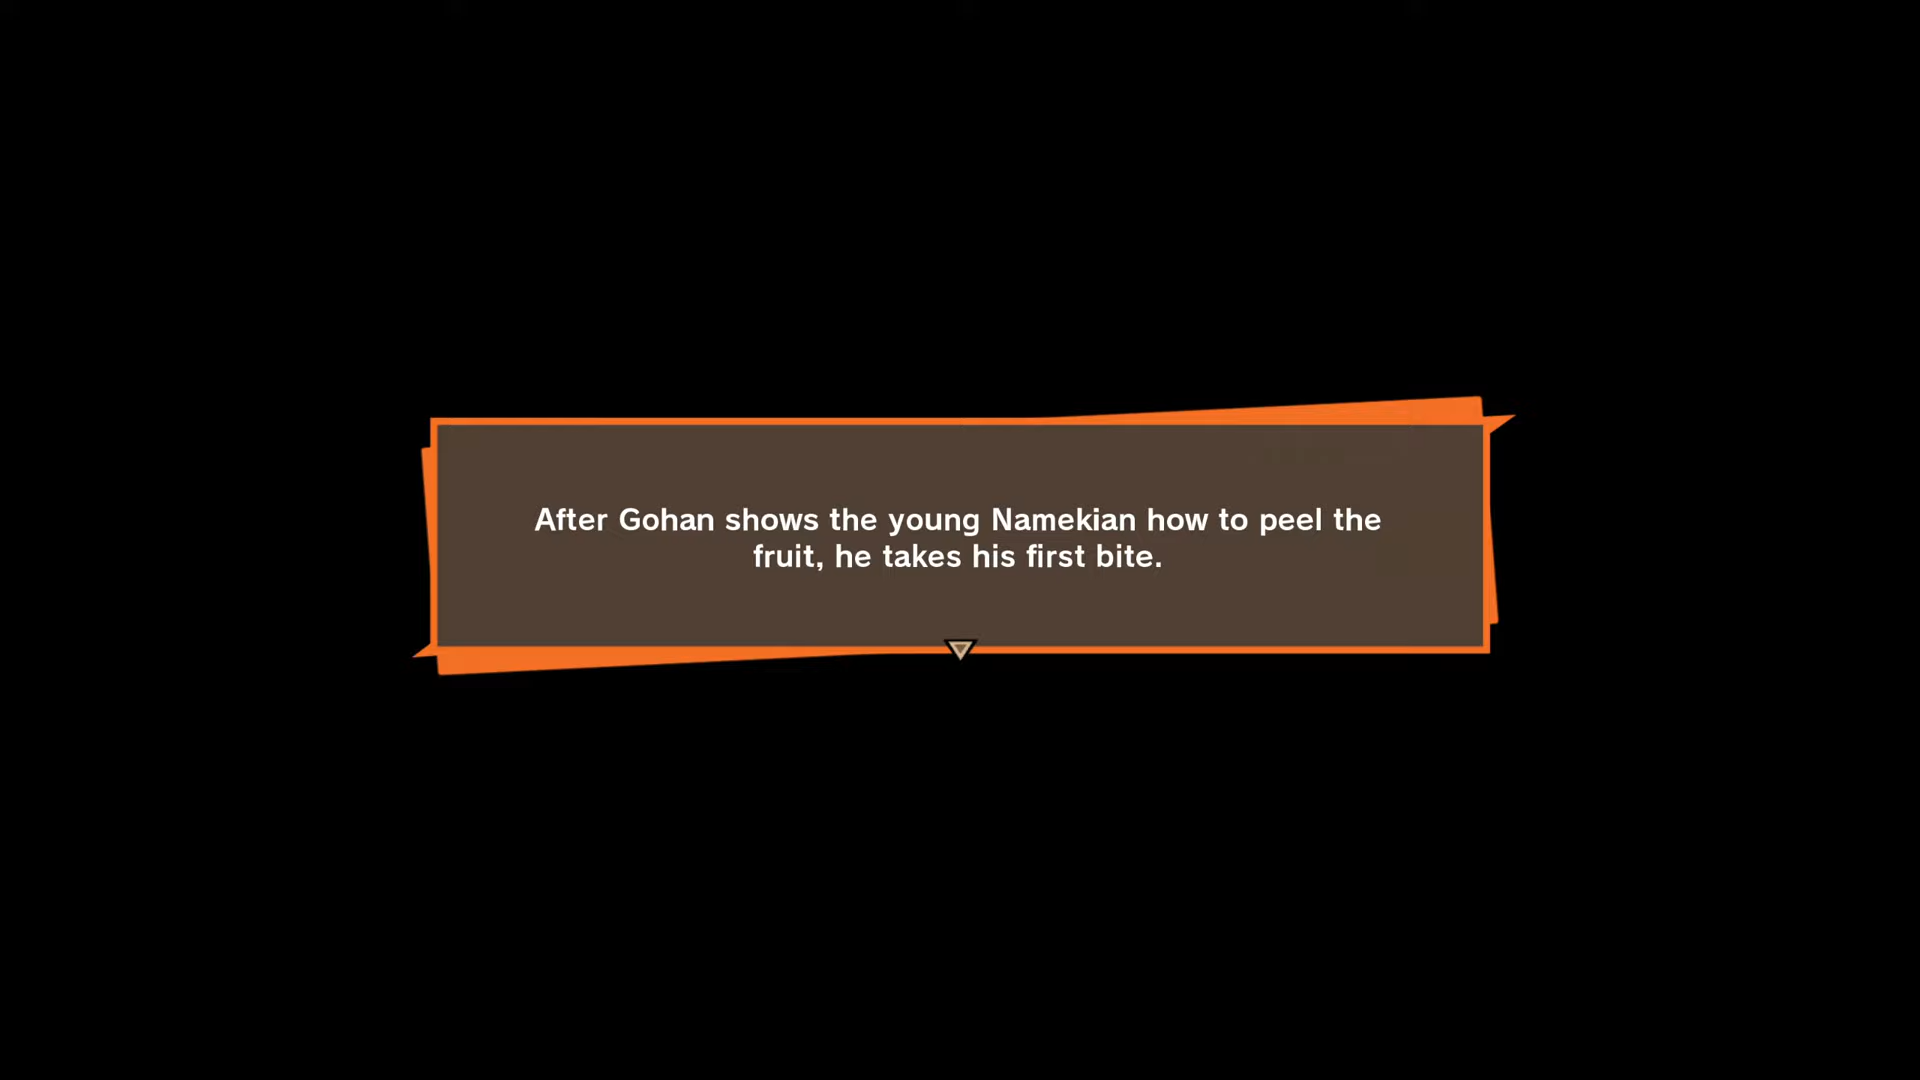 After Gohan shows the young Namekian how to peel the
fruit, he takes his first bite.